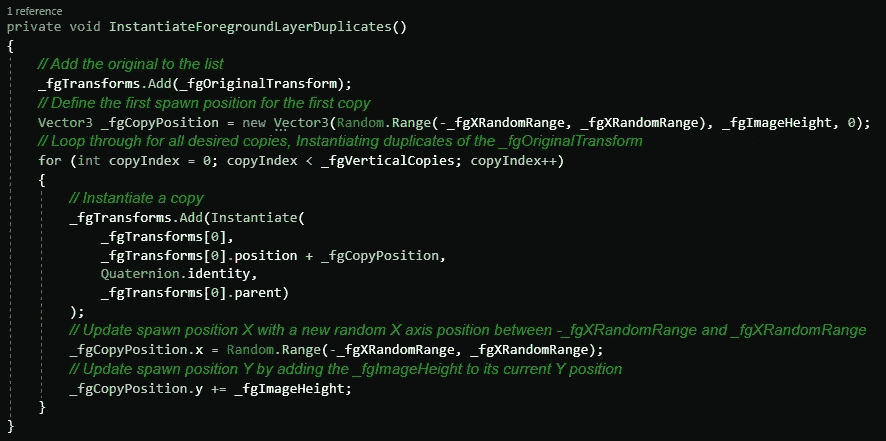 1 reference
private void InstantiateForegroundLayerDuplicates()
{
// Add the original to the list
_fgTransforms.Add(_fgOriginalTransform);
// Define the first spawn position for the first copy
Vector3 _fgCopyPosition = new Vector3(Random.Range(-_fgXRandomRange, _fgXRandomRange), _fgImageHeight, 0);
// Loop through for all desired copies, Instantiating duplicates of the _fgOriginalTransform
for (int copyIndex = 0; copyIndex < _fgVerticalCopies; copyIndex++)
{
// Instantiate a copy
_fgTransforms.Add(Instantiate(
_fgTransforms[0],
_fgTransforms[0].position + _fgCopyPosition,
Quaternion.identity,
_fgTransforms[0].parent)
);
// Update spawn position X with a new random X axis position between -_fgXRandomRange and _fgXRandomRange
_fgCopyPosition.x = Random.Range(-_fgXRandomRange, _fgXRandomRange);
// Update spawn position Y by adding the _fgImageHeight to its current Y position
_fgCopyPosition.y += _fgImageHeight;
}
}